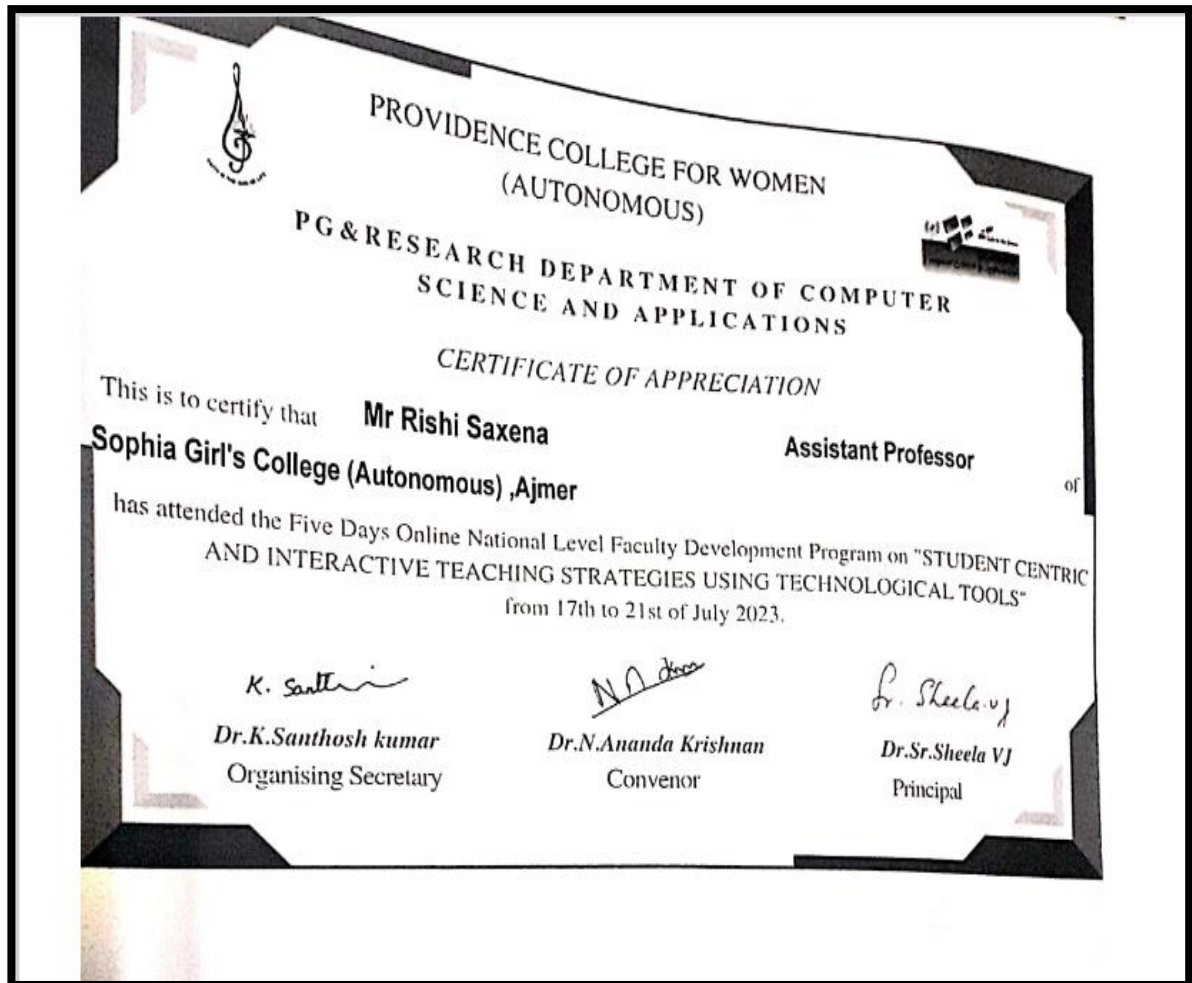 PROVIDENCE COLLEGE FOR WOMEN
(AUTONOMOUS)
PG&RESEARCH DEPARTMENT OF COMPUTER
SCIENCE AND APPLICATIONS
CERTIFICATE OF APPRECIATION
This is to certify that Mr Rishi Saxena Assistant Professor of
Sophia Girl's College (Autonomous) ,Ajmer
has attended the Five Days Online National Level Faculty Development Program on "STUDENT CENTRIC
AND INTERACTIVE TEACHING STRATEGIES USING TECHNOLOGICAL TOOLS"
from 17th to 21st of July 2023.
K. Santhi Sr. Sheela VJ
Dr.K.Santhosh kumar Dr.N.Ananda Krishnan Dr.Sr.Sheela VJ
Organising Secretary Convenor Principal